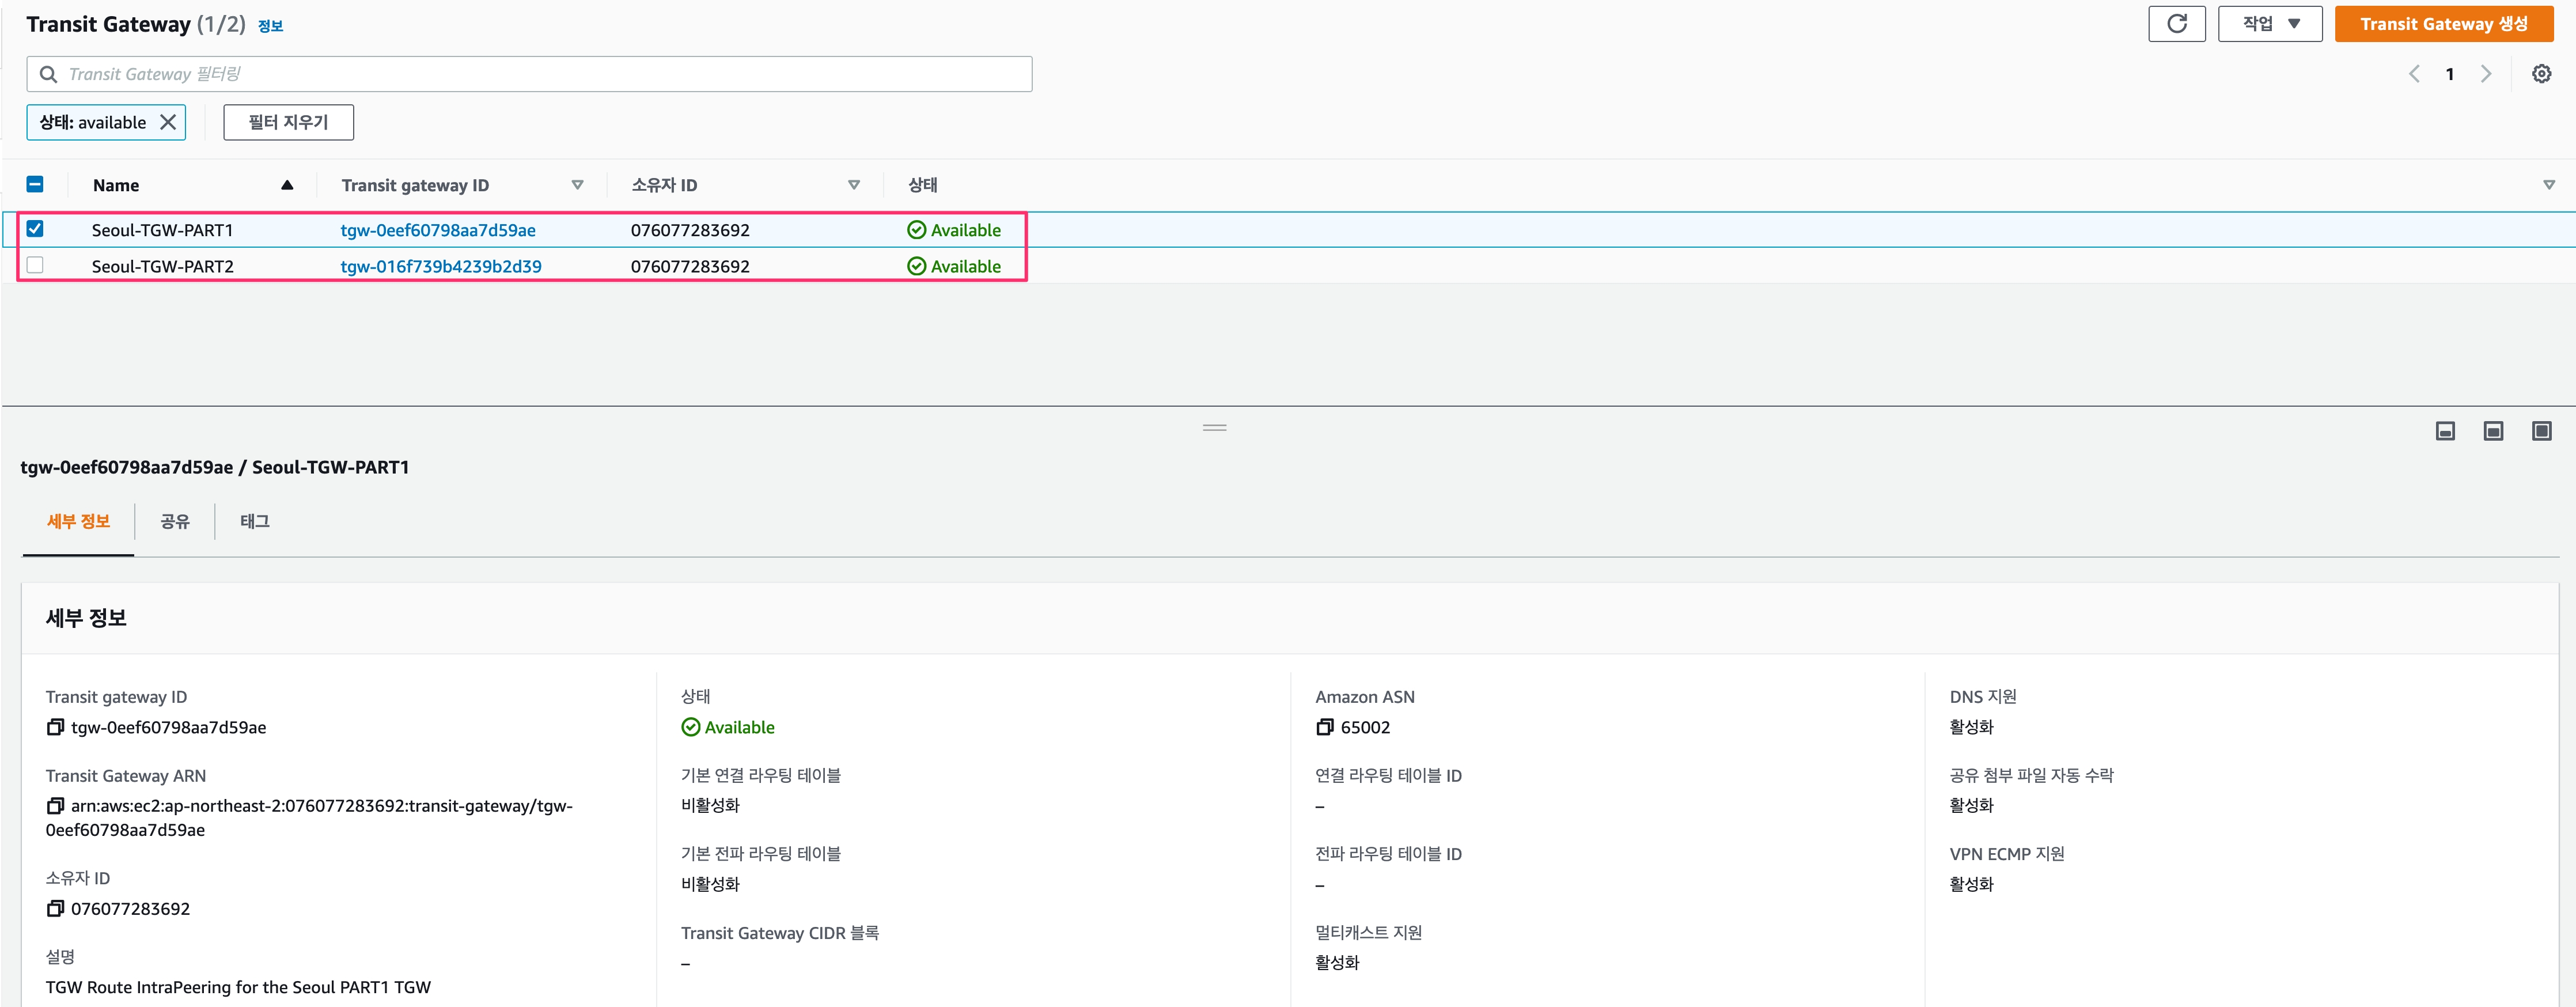 Transit Gateway (1/2) 정보
작업
Transit Gateway 생성
Transit Gateway 필터링
1
상태: available
필터 지우기
Name Transit gateway ID 소유자 ID 상태
Seoul-TGW-PART1 tgw-0eef60798aa7d59ae 076077283692 Available
Seoul-TGW-PART2 tgw-016f739b4239b2d39 076077283692 Available
tgw-0eef60798aa7d59ae / Seoul-TGW-PART1
세부 정보 공유 태그
세부 정보
Transit gateway ID
tgw-0eef60798aa7d59ae
Transit Gateway ARN
arn:aws:ec2:ap-northeast-2:076077283692:transit-gateway/tgw-
0eef60798aa7d59ae
소유자 ID
076077283692
설명
TGW Route IntraPeering for the Seoul PART1 TGW
상태
Available
기본 연결 라우팅 테이블
비활성화
기본 전파 라우팅 테이블
비활성화
Transit Gateway CIDR 블록
–
Amazon ASN
65002
연결 라우팅 테이블 ID
–
전파 라우팅 테이블 ID
–
멀티캐스트 지원
활성화
DNS 지원
활성화
공유 첨부 파일 자동 수락
활성화
VPN ECMP 지원
활성화